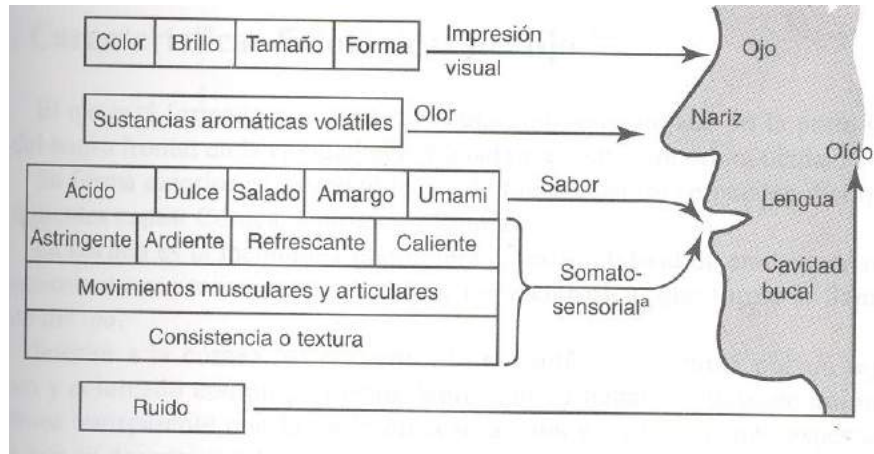 Color Brillo Tamaño Forma Impresión visual Ojo
Sustancias aromáticas volátiles Olor Nariz
Oído
Ácido Dulce Salado Amargo Umami Sabor Lengua
Astringente Ardiente Refrescante Caliente
Movimientos musculares y articulares
Consistencia o textura
Somato-
sensorialª
Cavidad
bucal
Ruido